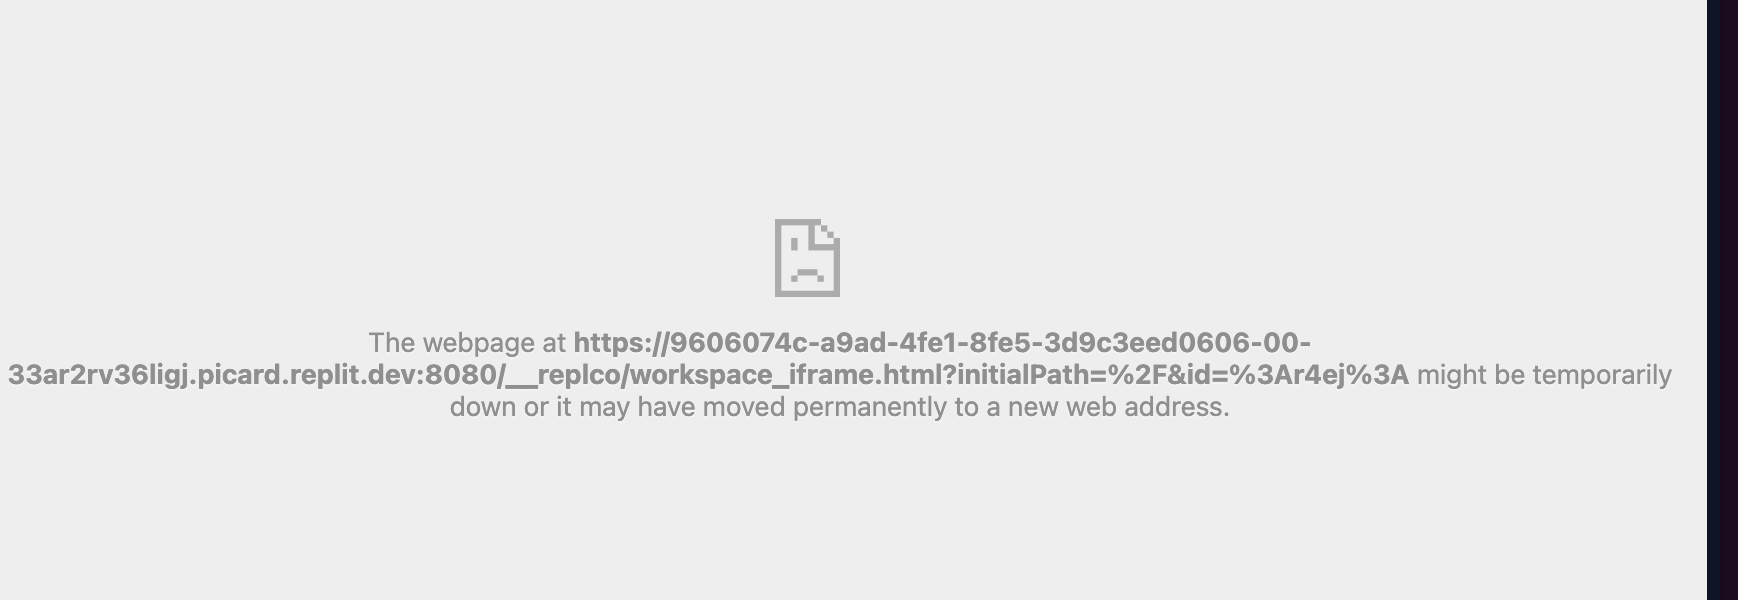 The webpage at https://9606074c-a9ad-4fe1-8fe5-3d9c3eed0606-00-
33ar2rv36ligj.picard.replit.dev:8080/__replco/workspace_iframe.html?initialPath=%2F&id=%3Ar4ej%3A might be temporarily
down or it may have moved permanently to a new web address.